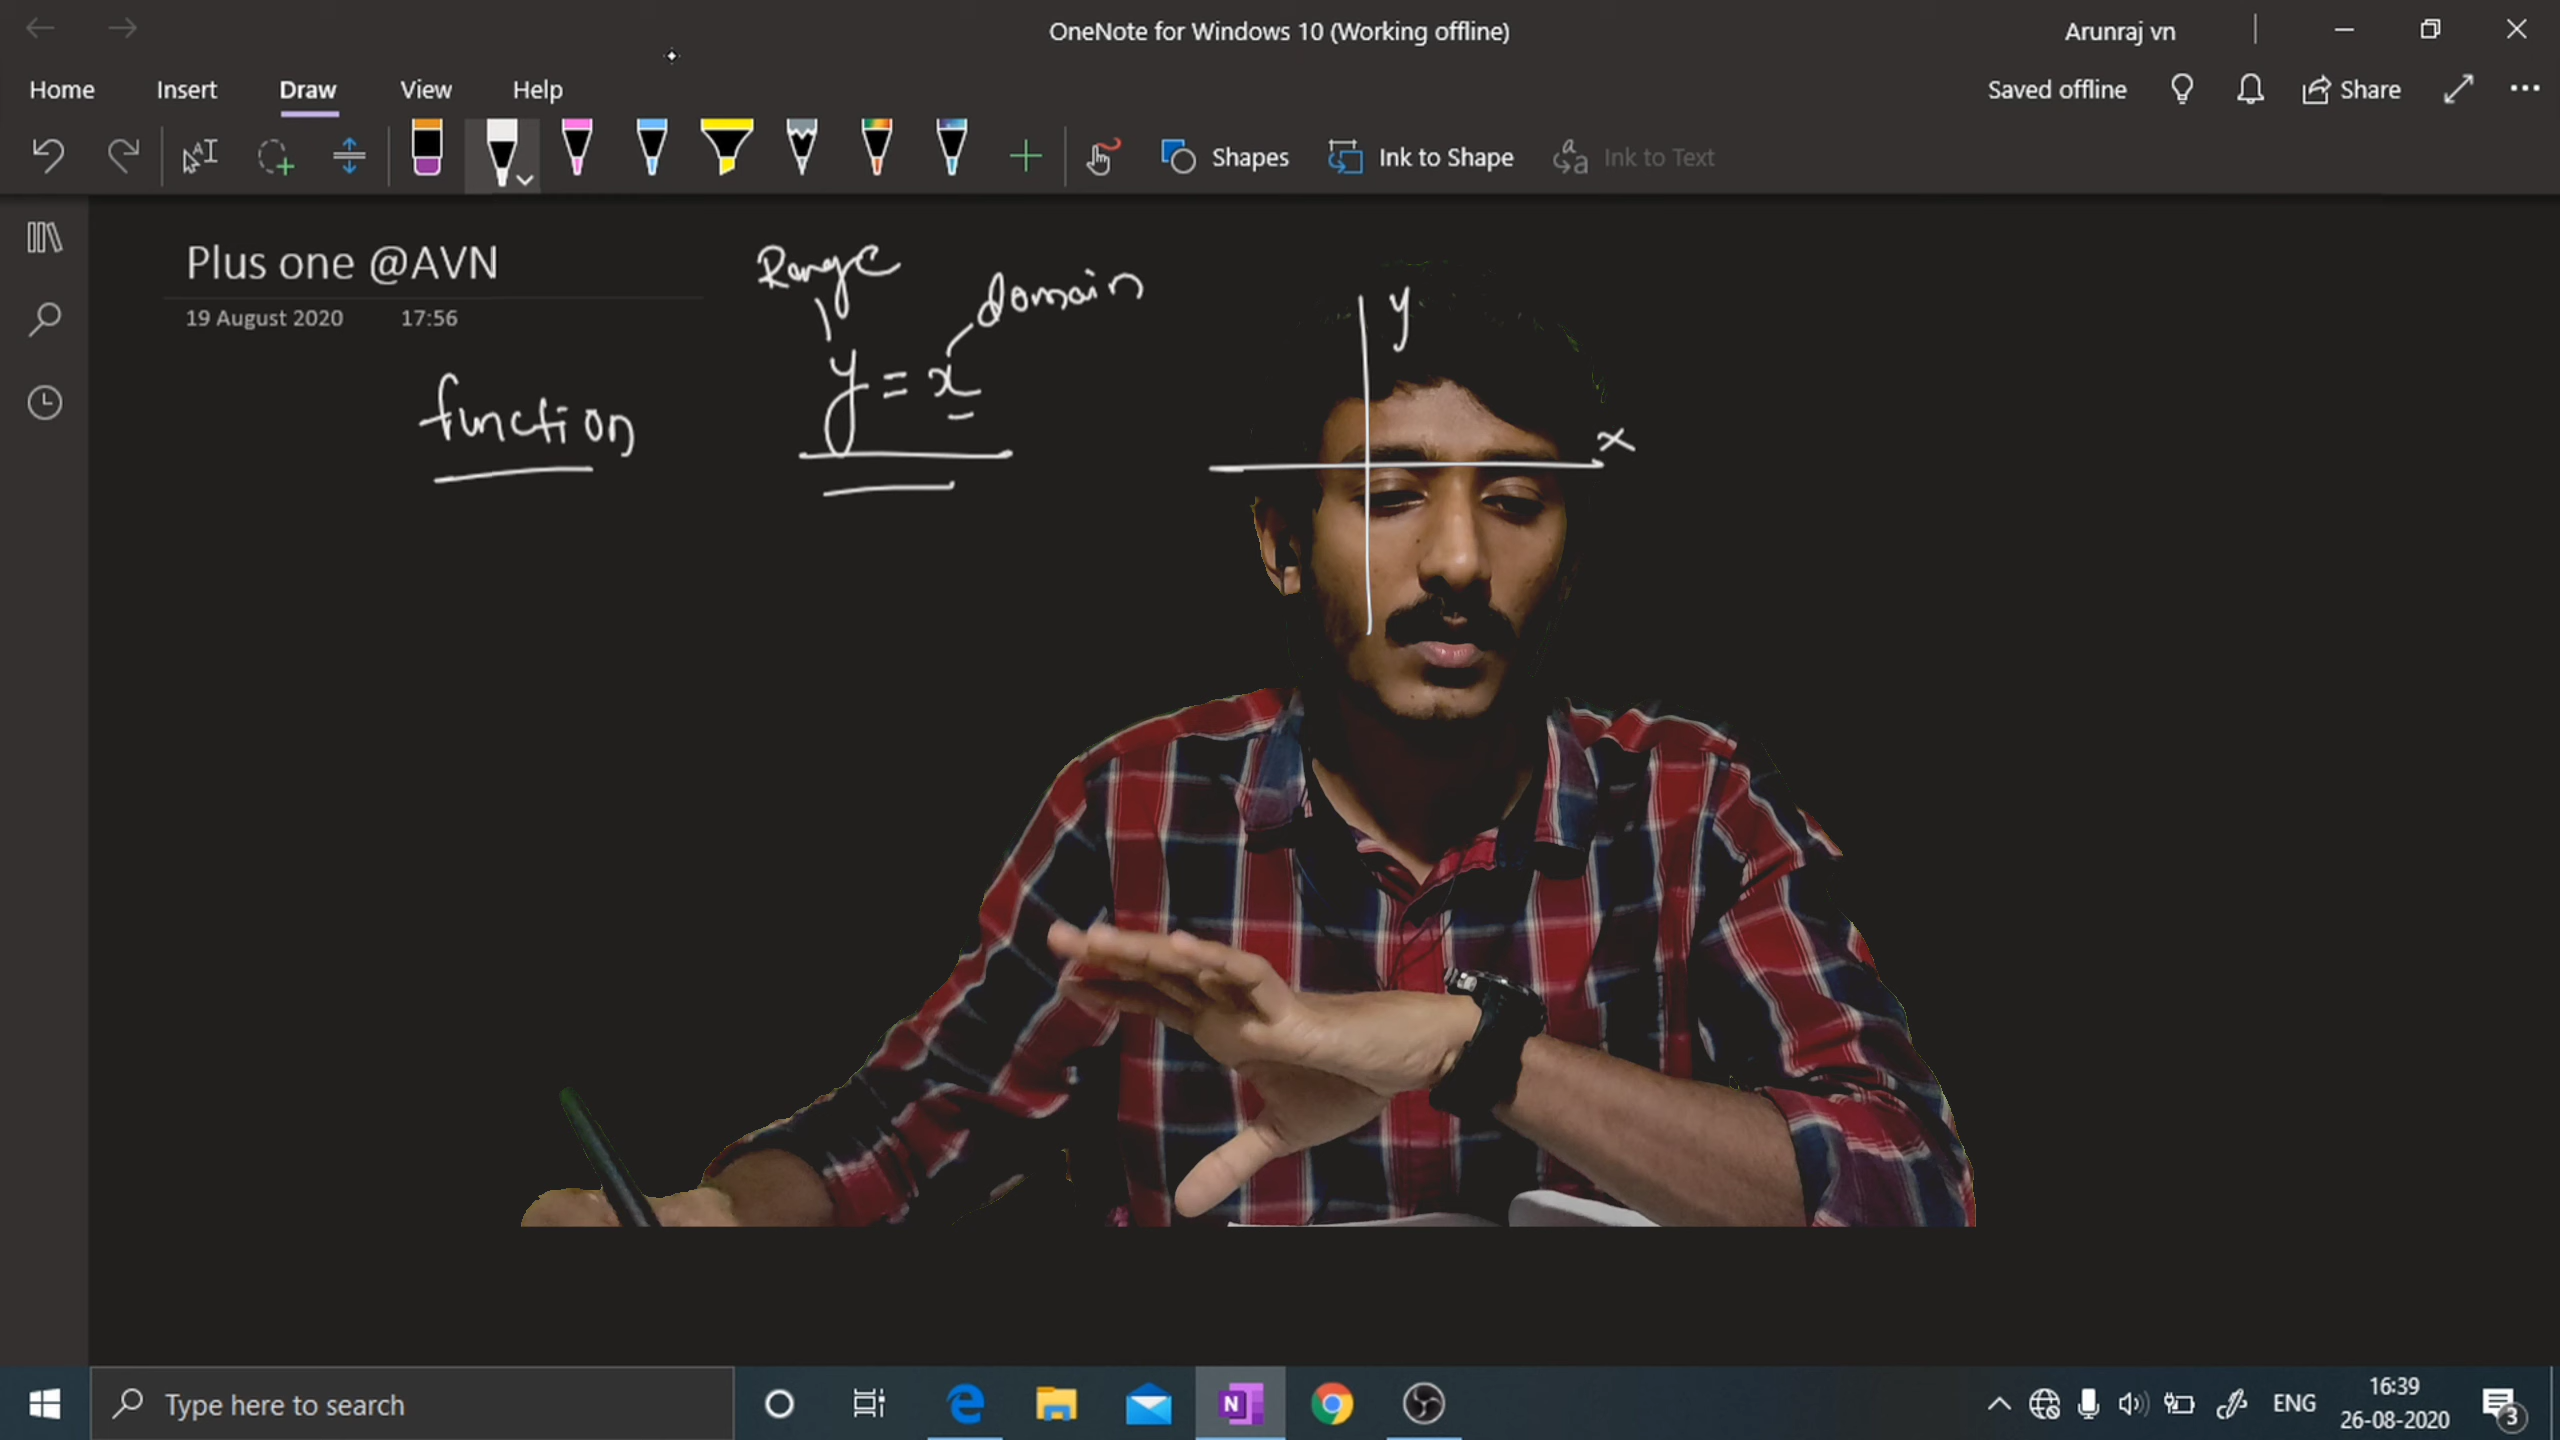 OneNote for Windows 10 (Working offline)
Arunraj vn
Home Insert Draw View Help
Saved offline Share
Shapes Ink to Shape Ink to Text
Plus one @AVN
19 August 2020 17:56
Range
domain
y = x
function
y
x
Type here to search
ENG
16:39
26-08-2020
3